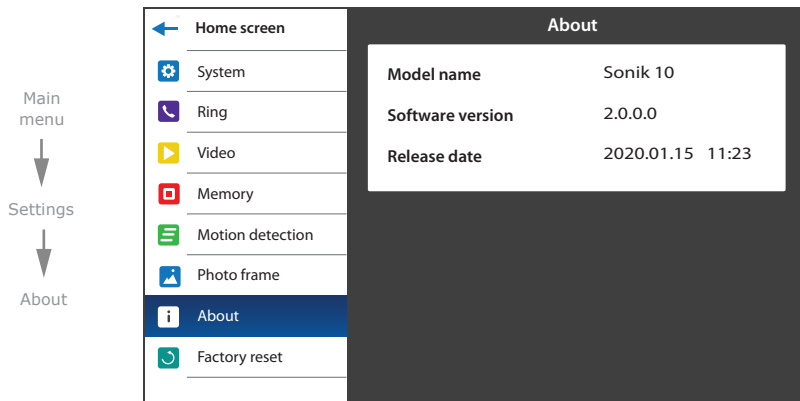 Main
menu
Settings
About
Home screen
System
Ring
Video
Memory
Motion detection
Photo frame
About
Factory reset
About
Model name Sonik 10
Software version 2.0.0.0
Release date 2020.01.15 11:23